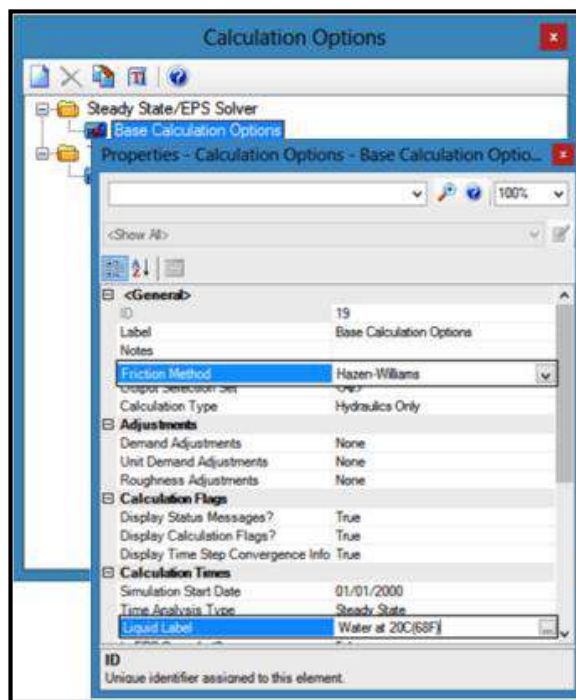 Calculation Options
Steady State/EPS Solver
Base Calculation Options
Properties - Calculation Options - Base Calculation Optio...
100%
<Show All>
<General>
ID 19
Label Base Calculation Options
Notes
Friction Method Hazen-Williams
Output Selection Set <All>
Calculation Type Hydraulics Only
Adjustments
Demand Adjustments None
Unit Demand Adjustments None
Roughness Adjustments None
Calculation Flags
Display Status Messages? True
Display Calculation Flags? True
Display Time Step Convergence Info True
Calculation Times
Simulation Start Date 01/01/2000
Time Analysis Type Steady State
Liquid Label Water at 20C(68F)
ID
Unique identifier assigned to this element.